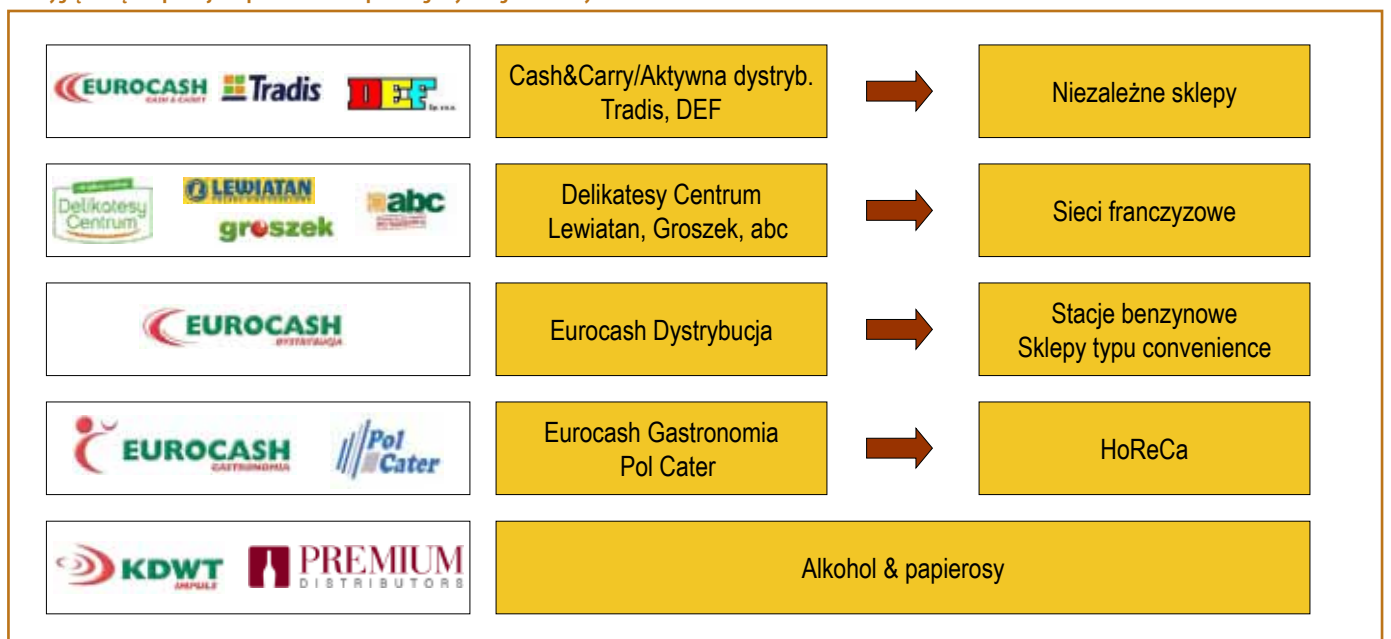 EUROCASH
CASH & CARRY
Tradis
DEF
Sp. z o.o.
Cash&Carry/Aktywna dystryb.
Tradis, DEF
Niezależne sklepy
Delikatesy
Centrum
LEWIATAN
groszek
abc
Delikatesy Centrum
Lewiatan, Groszek, abc
Sieci franczyzowe
EUROCASH
DYSTRYBUCJA
Eurocash Dystrybucja
Stacje benzynowe
Sklepy typu convenience
EUROCASH
GASTRONOMIA
Pol
Cater
Eurocash Gastronomia
Pol Cater
HoReCa
KDWT
IMPULS
PREMIUM
DISTRIBUTORS
Alkohol & papierosy